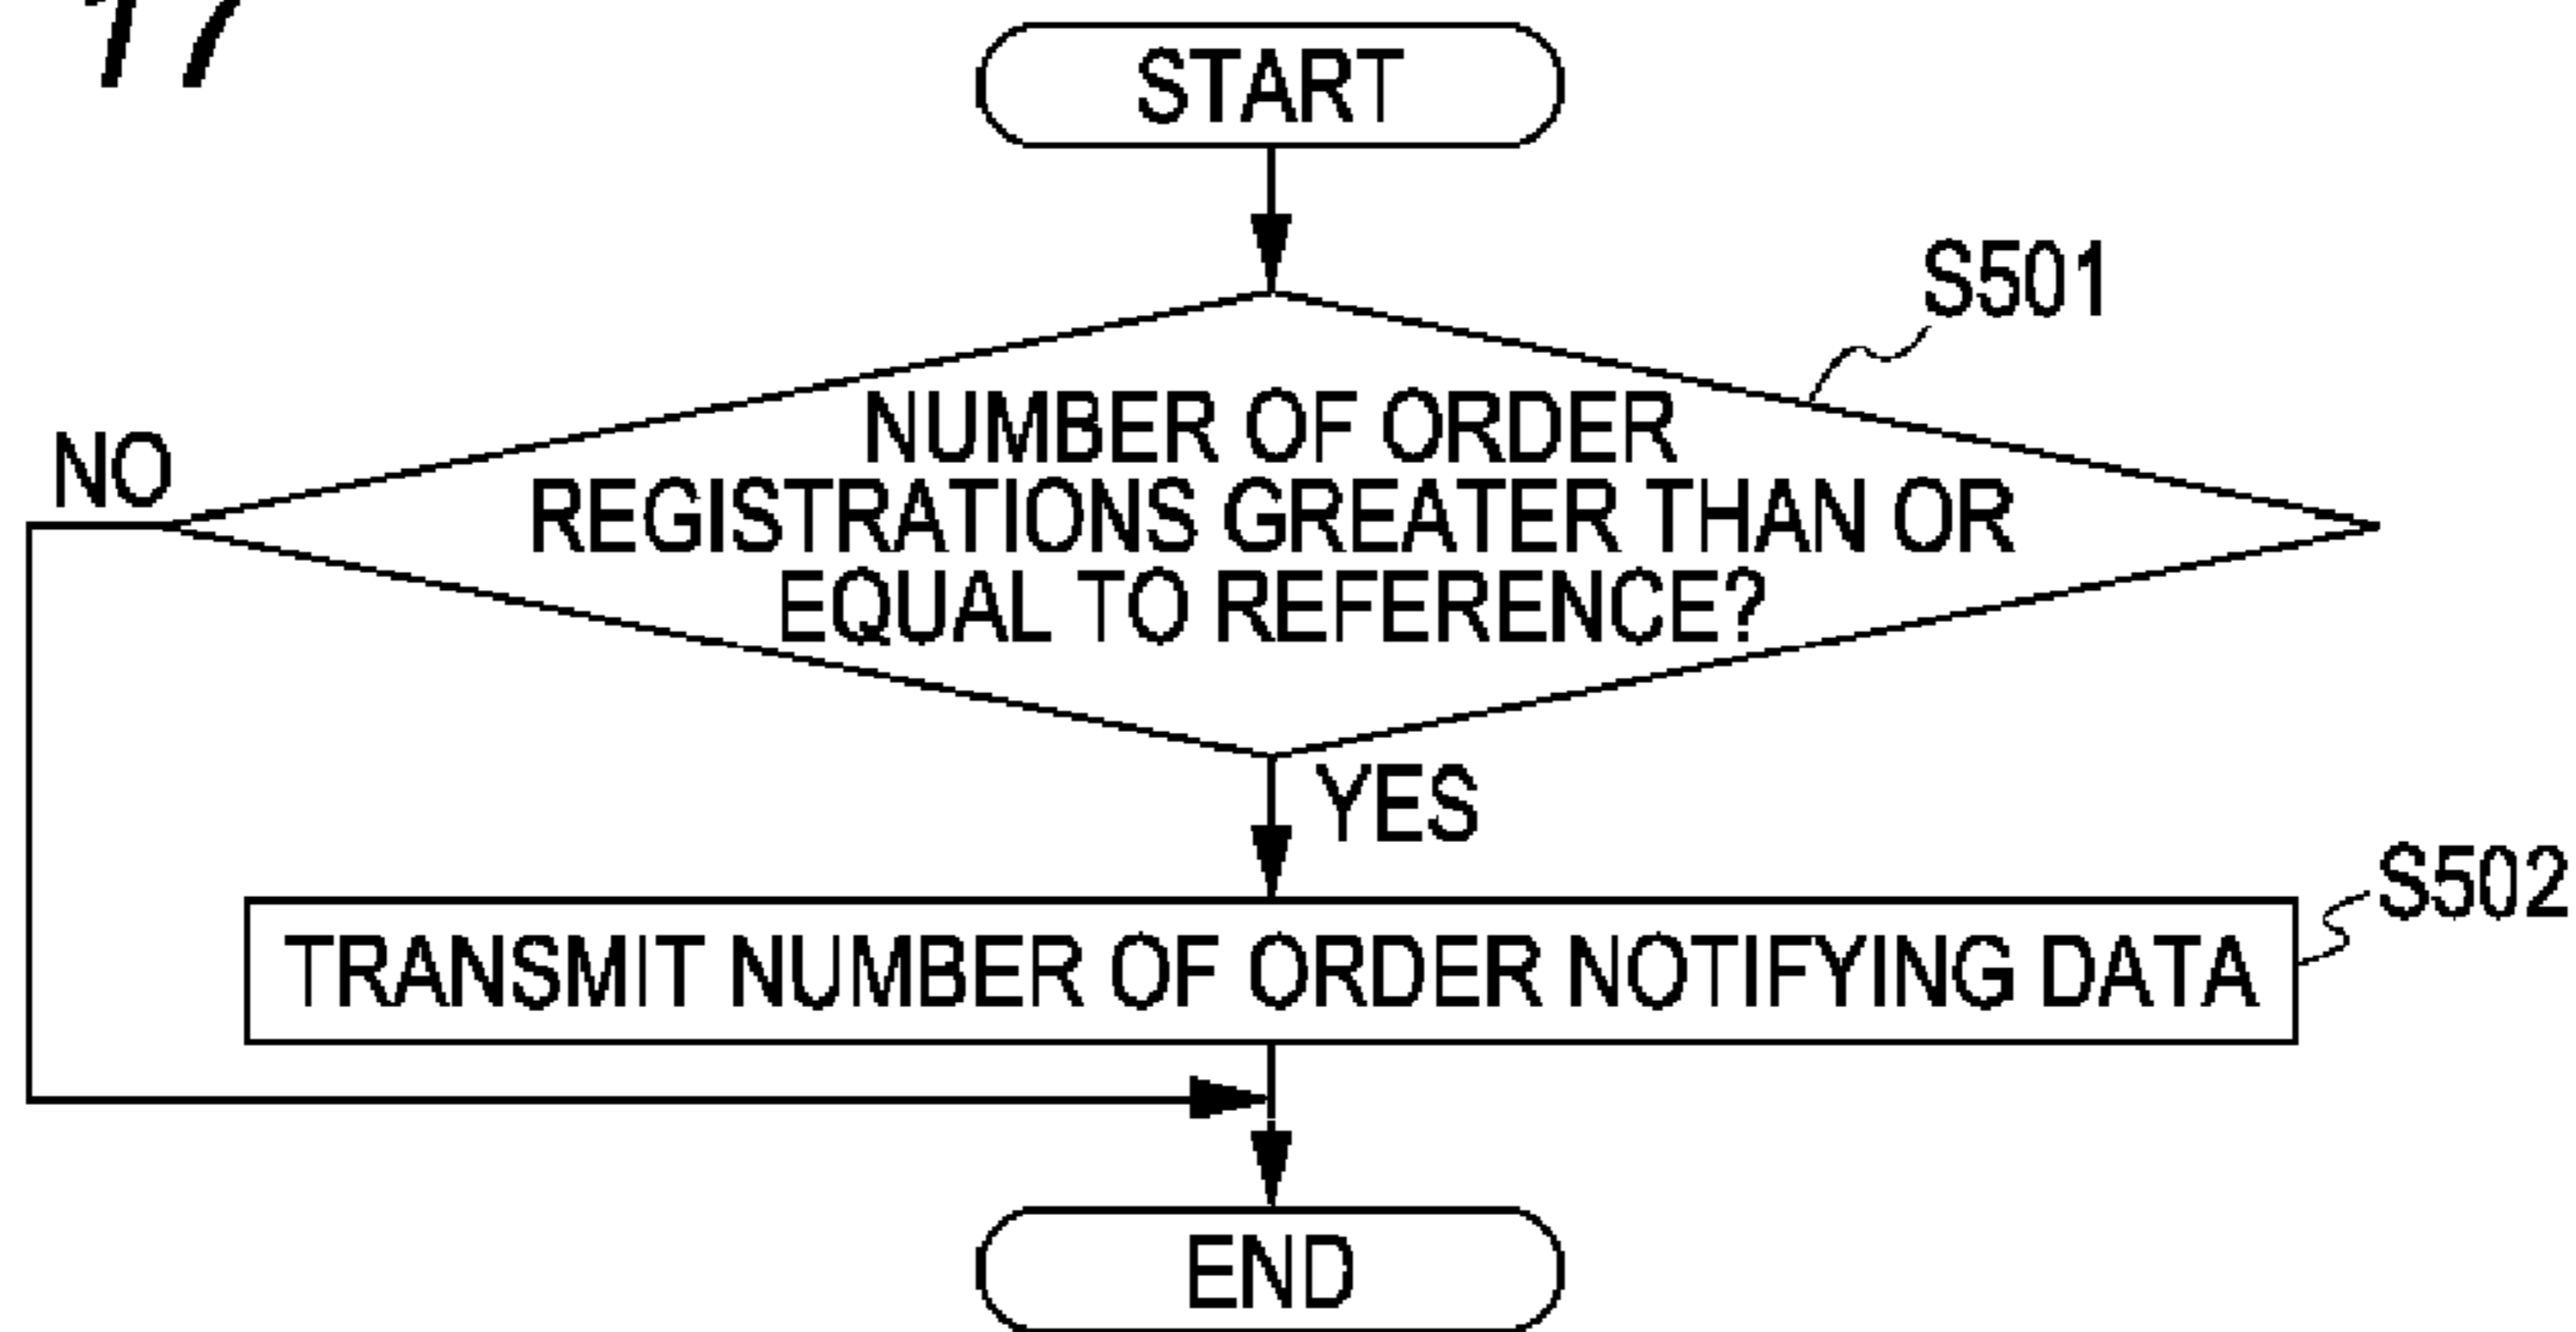 17
START
S501
NUMBER OF ORDER
REGISTRATIONS GREATER THAN OR
EQUAL TO REFERENCE?
NO
YES
S502
TRANSMIT NUMBER OF ORDER NOTIFYING DATA
END